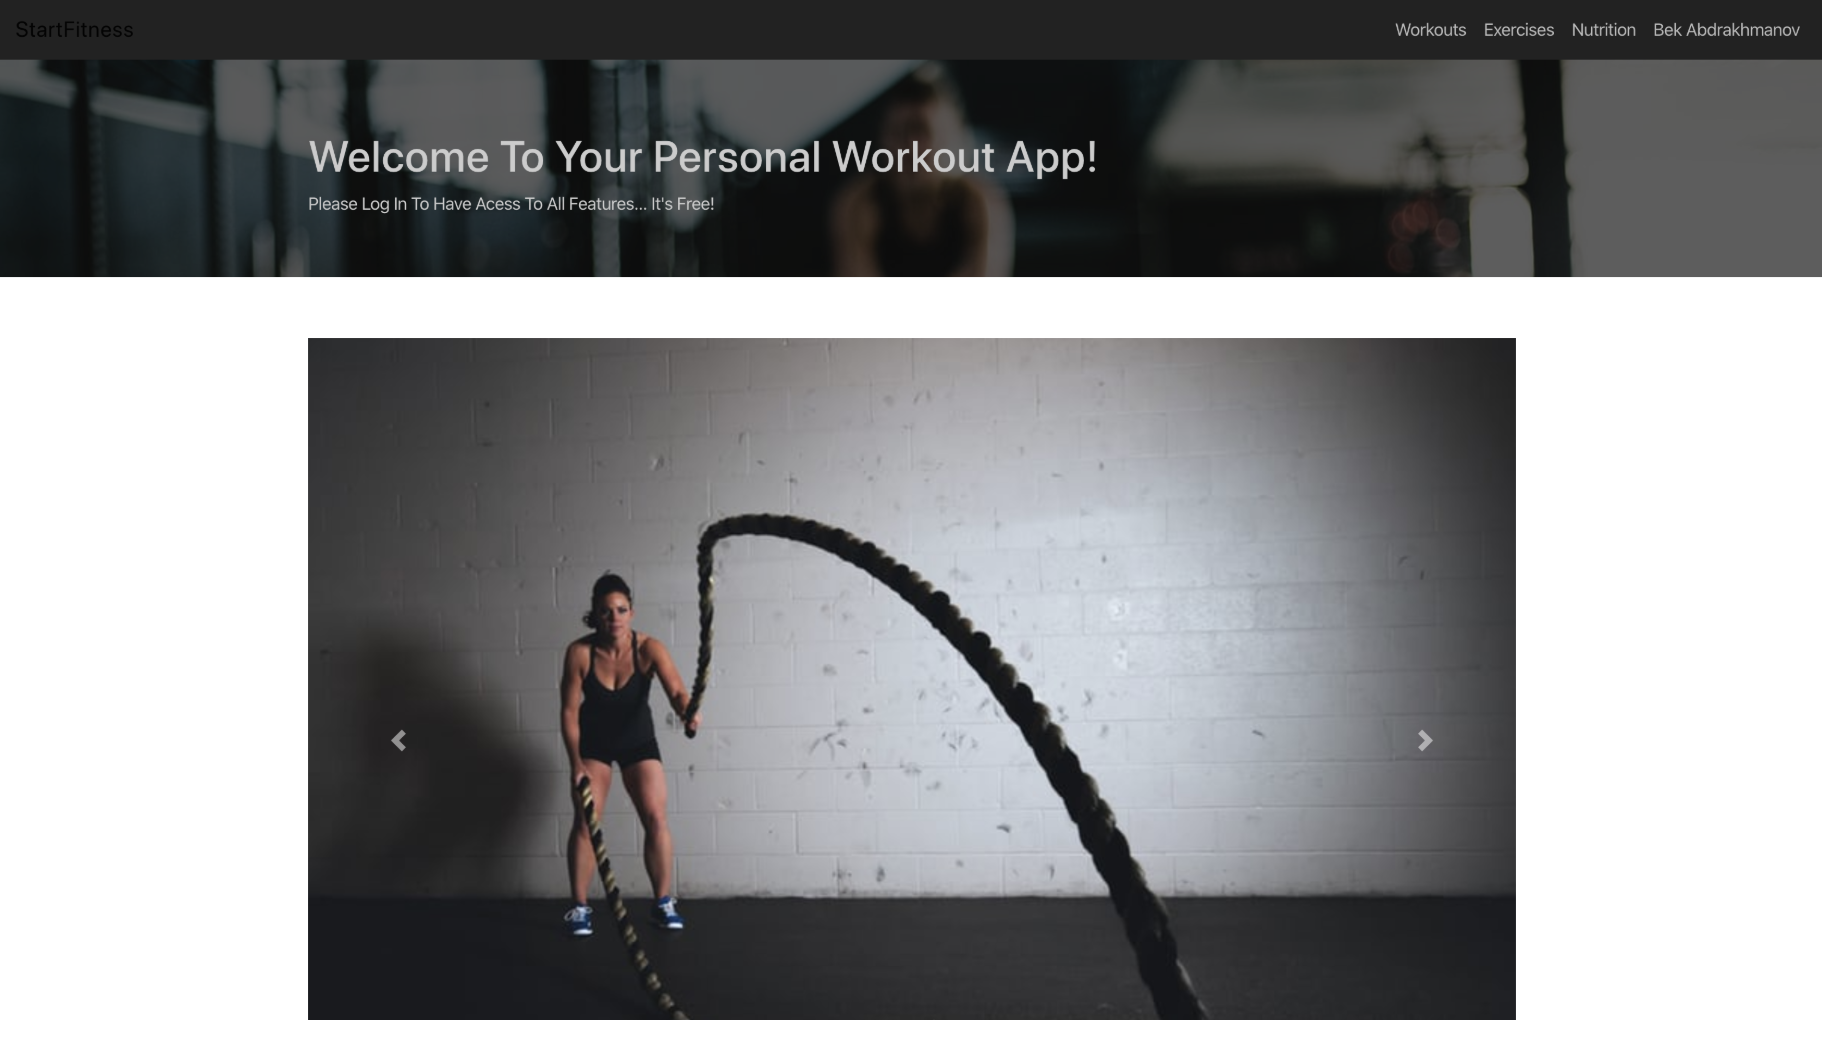 StartFitness
Workouts Exercises Nutrition Bek Abdrakhmanov
Welcome To Your Personal Workout App!
Please Log In To Have Acess To All Features... It's Free!